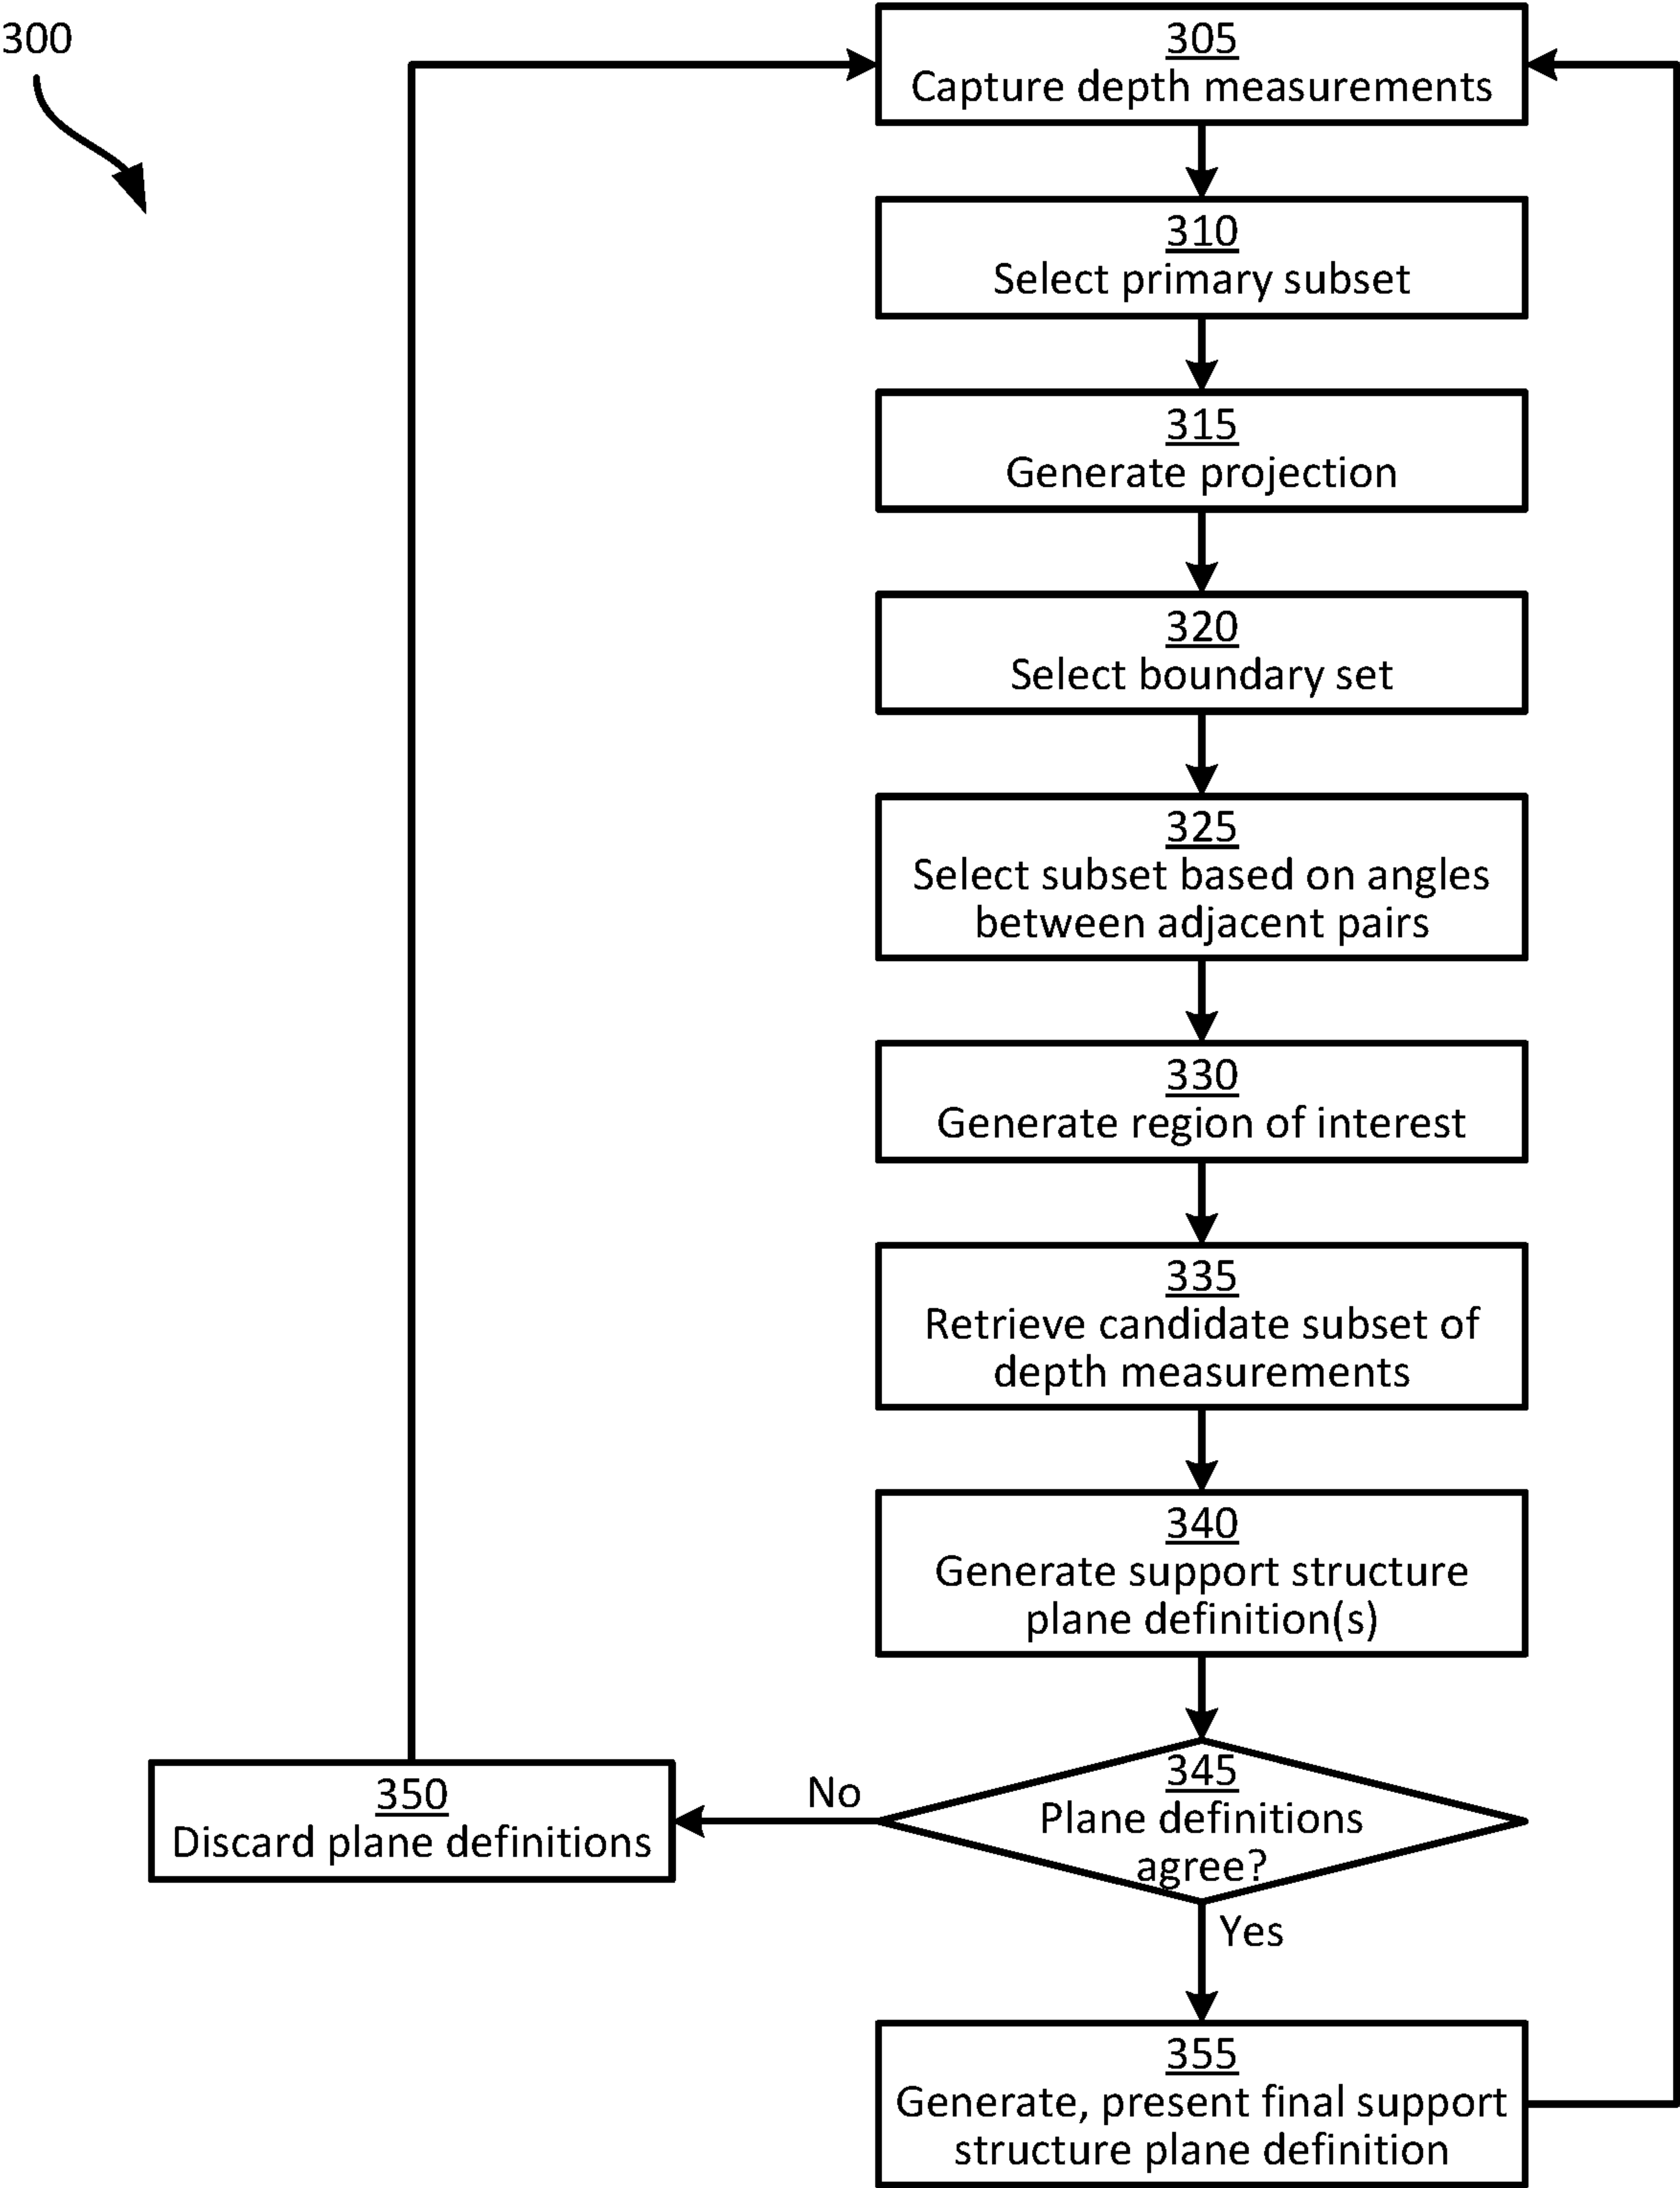 300
305
Capture depth measurements
310
Select primary subset
315
Generate projection
320
Select boundary set
325
Select subset based on angles
between adjacent pairs
330
Generate region of interest
335
Retrieve candidate subset of
depth measurements
340
Generate support structure
plane definition(s)
345
Plane definitions
agree?
No
350
Discard plane definitions
Yes
355
Generate, present final support
structure plane definition